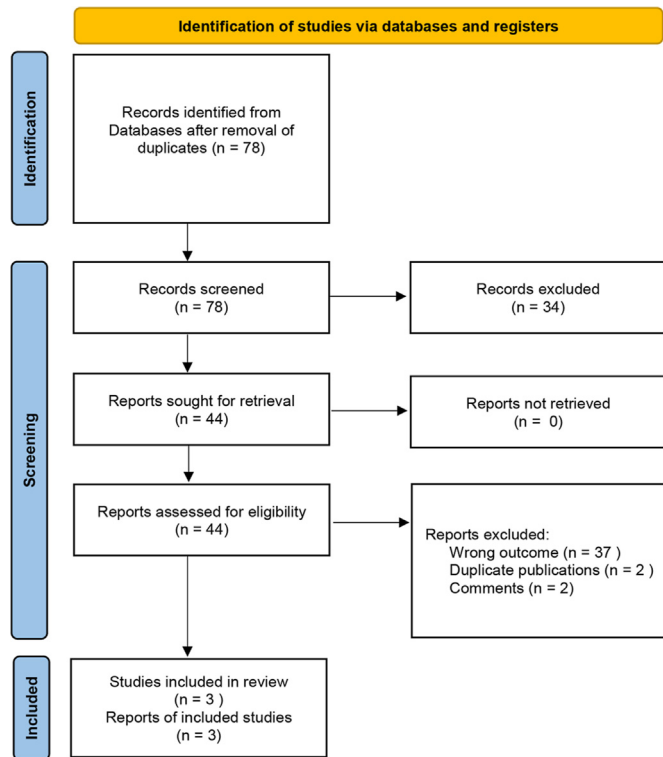 Identification of studies via databases and registers
Identification
Records identified from
Databases after removal of
duplicates (n = 78)
Screening
Records screened
(n = 78)
Records excluded
(n = 34)
Reports sought for retrieval
(n = 44)
Reports not retrieved
(n =  0)
Reports assessed for eligibility
(n = 44)
Reports excluded:
Wrong outcome (n = 37 )
Duplicate publications (n = 2 )
Comments (n = 2)
Included
Studies included in review
(n = 3 )
Reports of included studies
(n = 3)